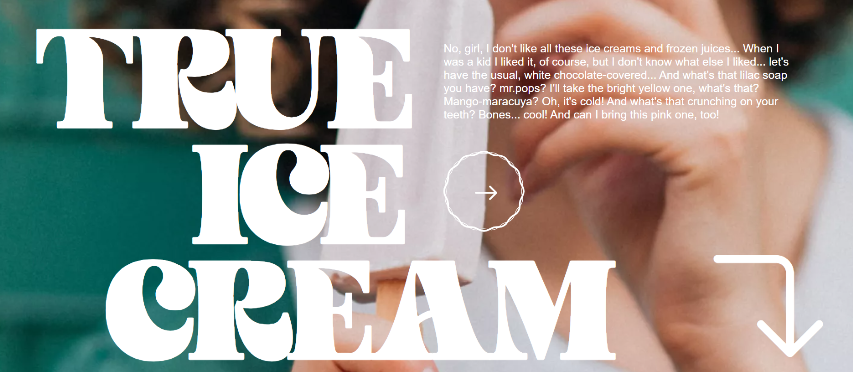 TRUE
ICE
CREAM
No, girl, I don't like all these ice creams and frozen juices... When I
was a kid I liked it, of course, but I don't know what else I liked... let's
have the usual, white chocolate-covered... And what's that lilac soap
you have? mr.pops? I'll take the bright yellow one, what's that?
Mango-maracuya? Oh, it's cold! And what's that crunching on your
teeth? Bones... cool! And can I bring this pink one, too!